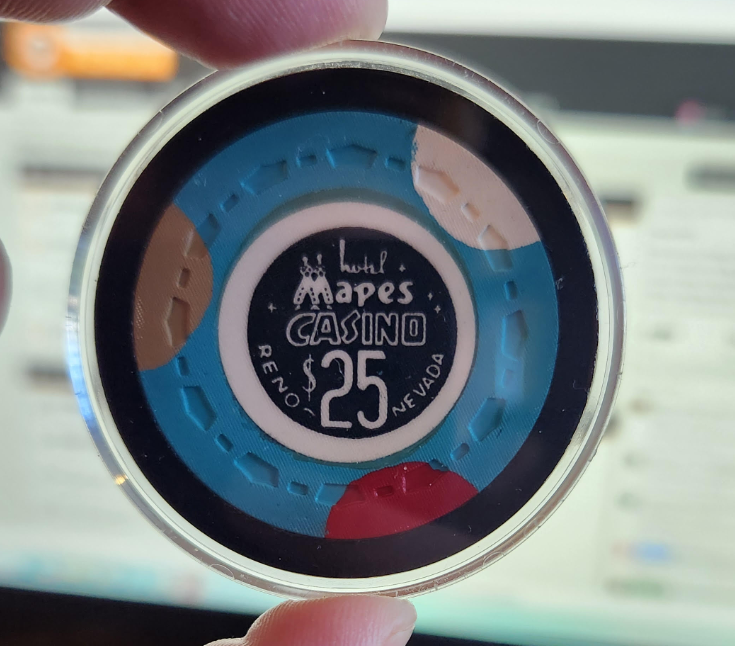 hotel
Mapes
CASINO
$25
RENO-NEVADA